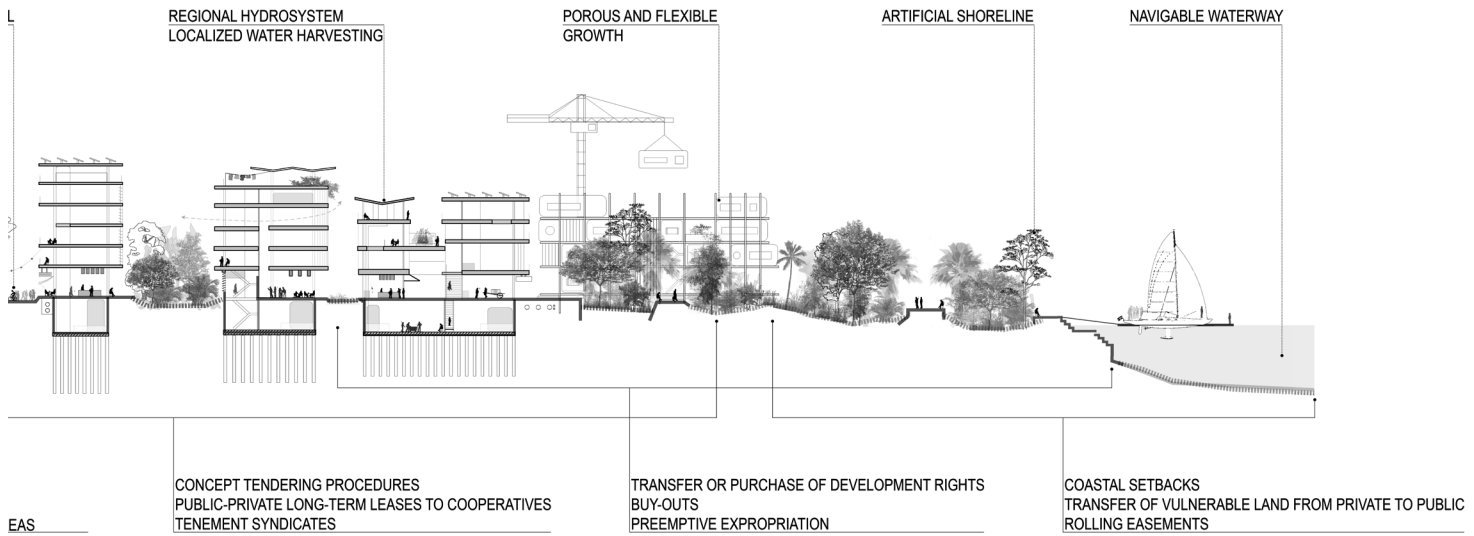 L
REGIONAL HYDROSYSTEM
LOCALIZED WATER HARVESTING
POROUS AND FLEXIBLE
GROWTH
ARTIFICIAL SHORELINE
NAVIGABLE WATERWAY
EAS
CONCEPT TENDERING PROCEDURES
PUBLIC-PRIVATE LONG-TERM LEASES TO COOPERATIVES
TENEMENT SYNDICATES
TRANSFER OR PURCHASE OF DEVELOPMENT RIGHTS
BUY-OUTS
PREEMPTIVE EXPROPRIATION
COASTAL SETBACKS
TRANSFER OF VULNERABLE LAND FROM PRIVATE TO PUBLIC
ROLLING EASEMENTS